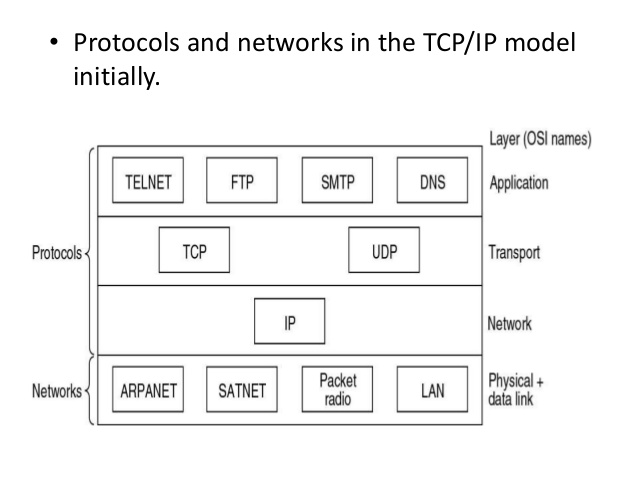 • Protocols and networks in the TCP/IP model
initially.
Layer (OSI names)
TELNET FTP SMTP DNS Application
Protocols TCP UDP Transport
IP Network
Networks ARPANET SATNET Packet radio LAN Physical + data link